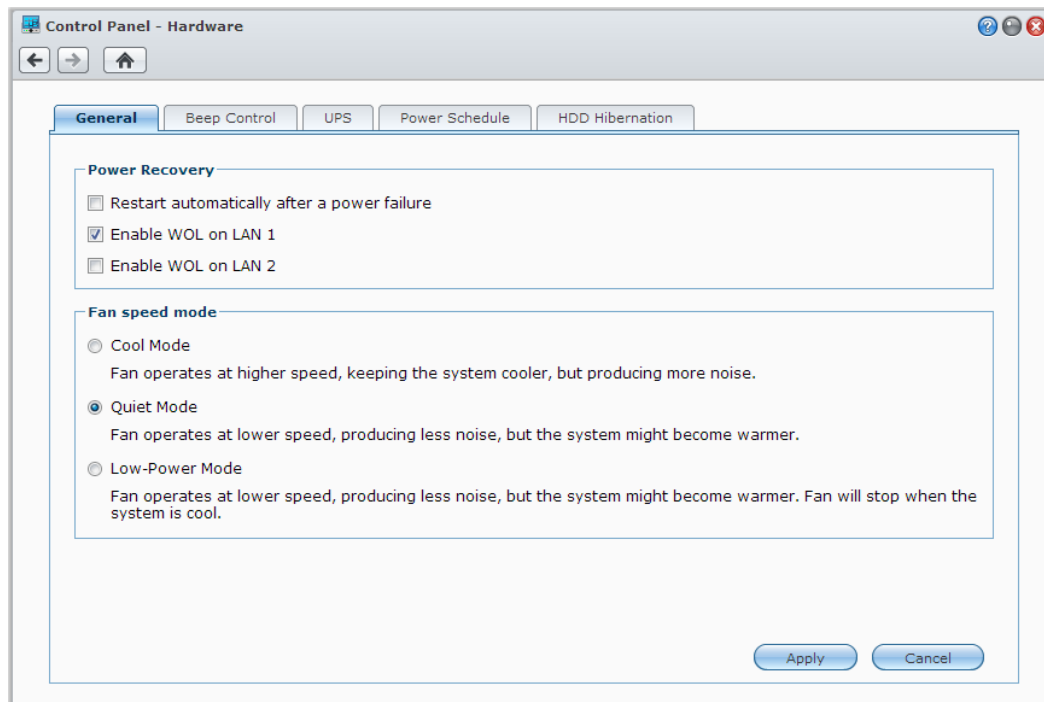 Control Panel - Hardware
General
Beep Control
UPS
Power Schedule
HDD Hibernation
Power Recovery
Restart automatically after a power failure
Enable WOL on LAN 1
Enable WOL on LAN 2
Fan speed mode
Cool Mode
Fan operates at higher speed, keeping the system cooler, but producing more noise.
Quiet Mode
Fan operates at lower speed, producing less noise, but the system might become warmer.
Low-Power Mode
Fan operates at lower speed, producing less noise, but the system might become warmer. Fan will stop when the
system is cool.
Apply
Cancel